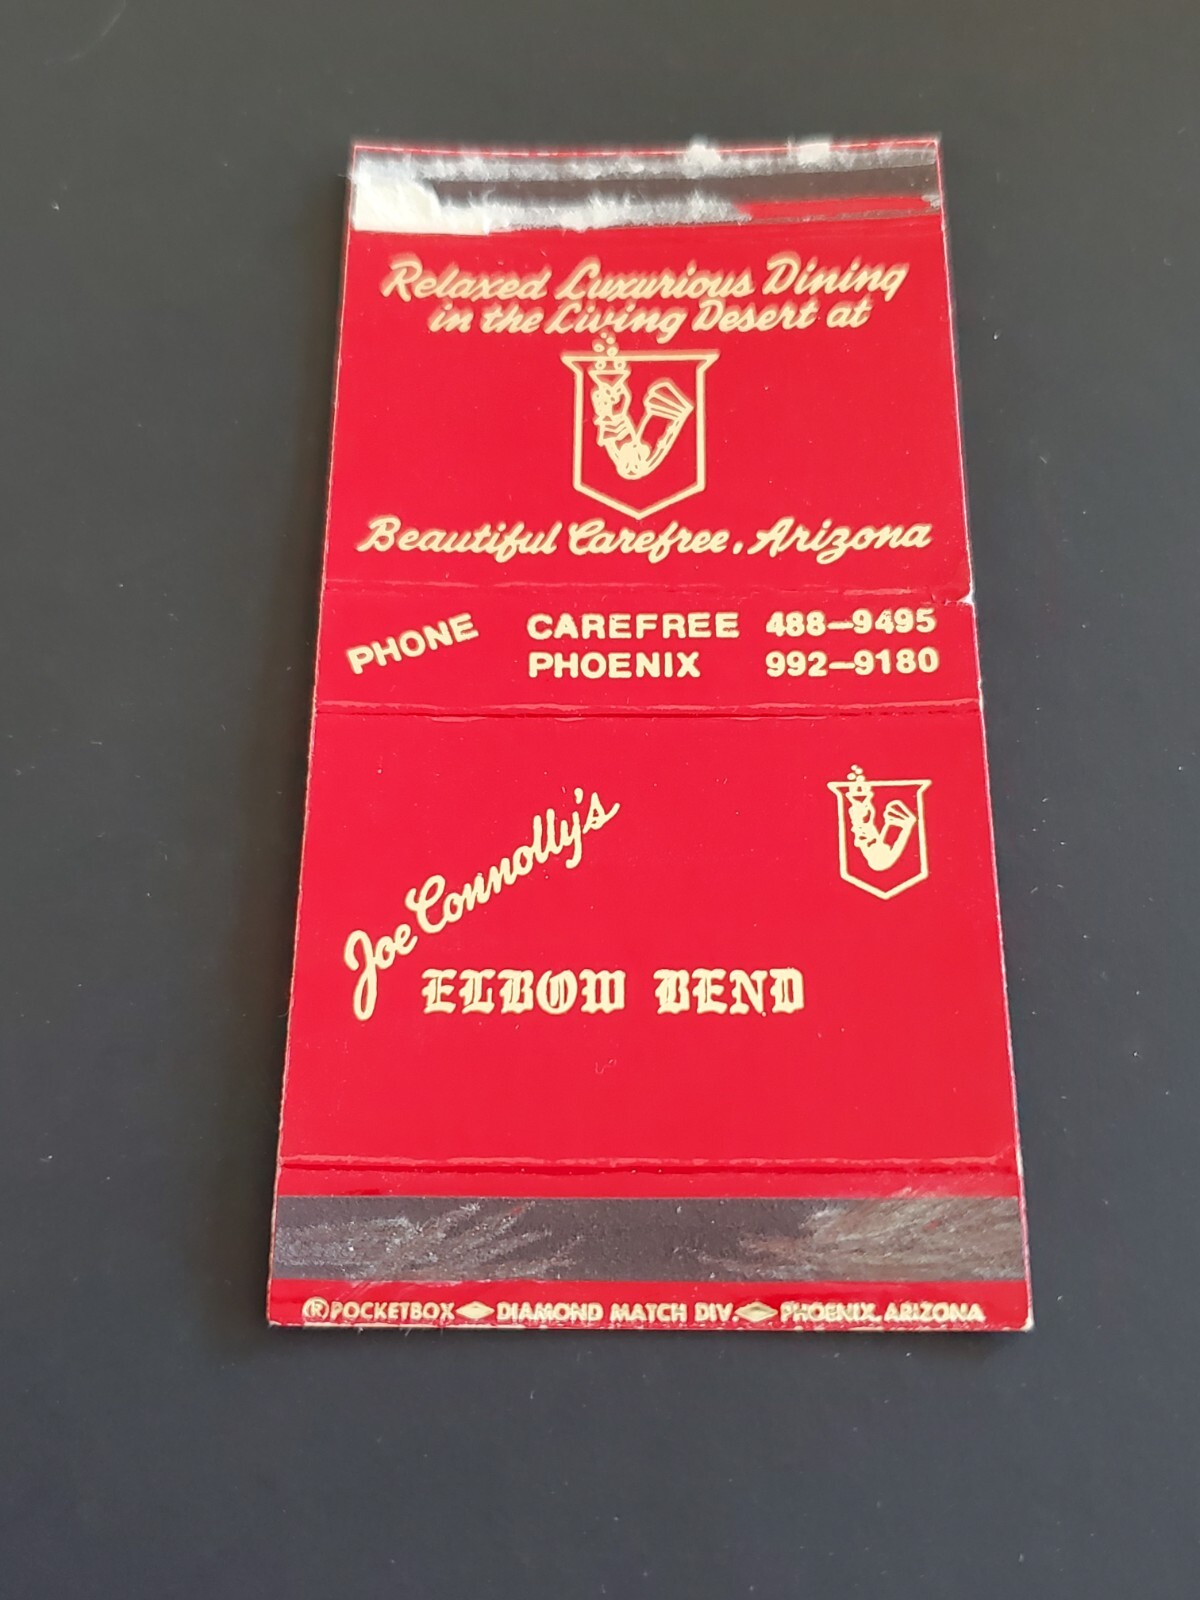 Relaxed Luxurious Dining
in the Living Desert at
Beautiful Carefree, Arizona
PHONE CAREFREE 488-9495
PHOENIX 992-9180
Joe Connolly's
ELBOW BEND
®POCKETBOX DIAMOND MATCH DIV. PHOENIX, ARIZONA